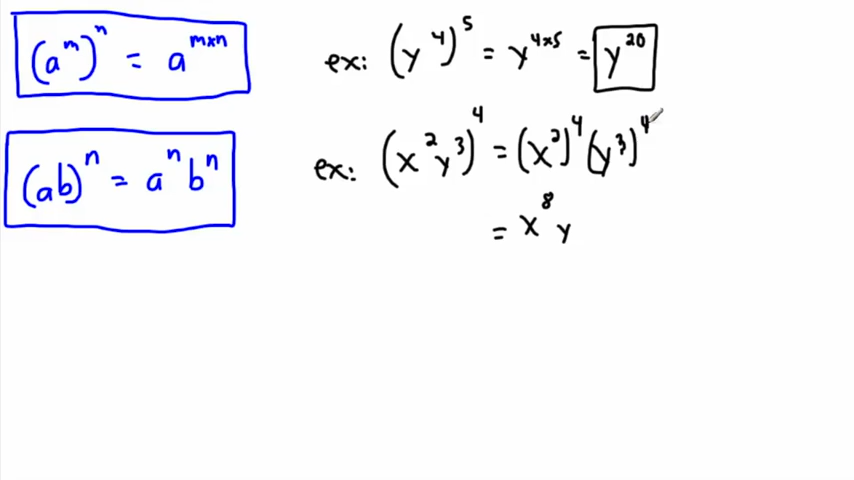 (a^m)^n = a^{m×n}
(ab)^n = a^n b^n
ex: (y^4)^5 = y^{4×5} = y^{20}
ex: (x^2 y^3)^4 = (x^2)^4 (y^3)^4
= x^8 y